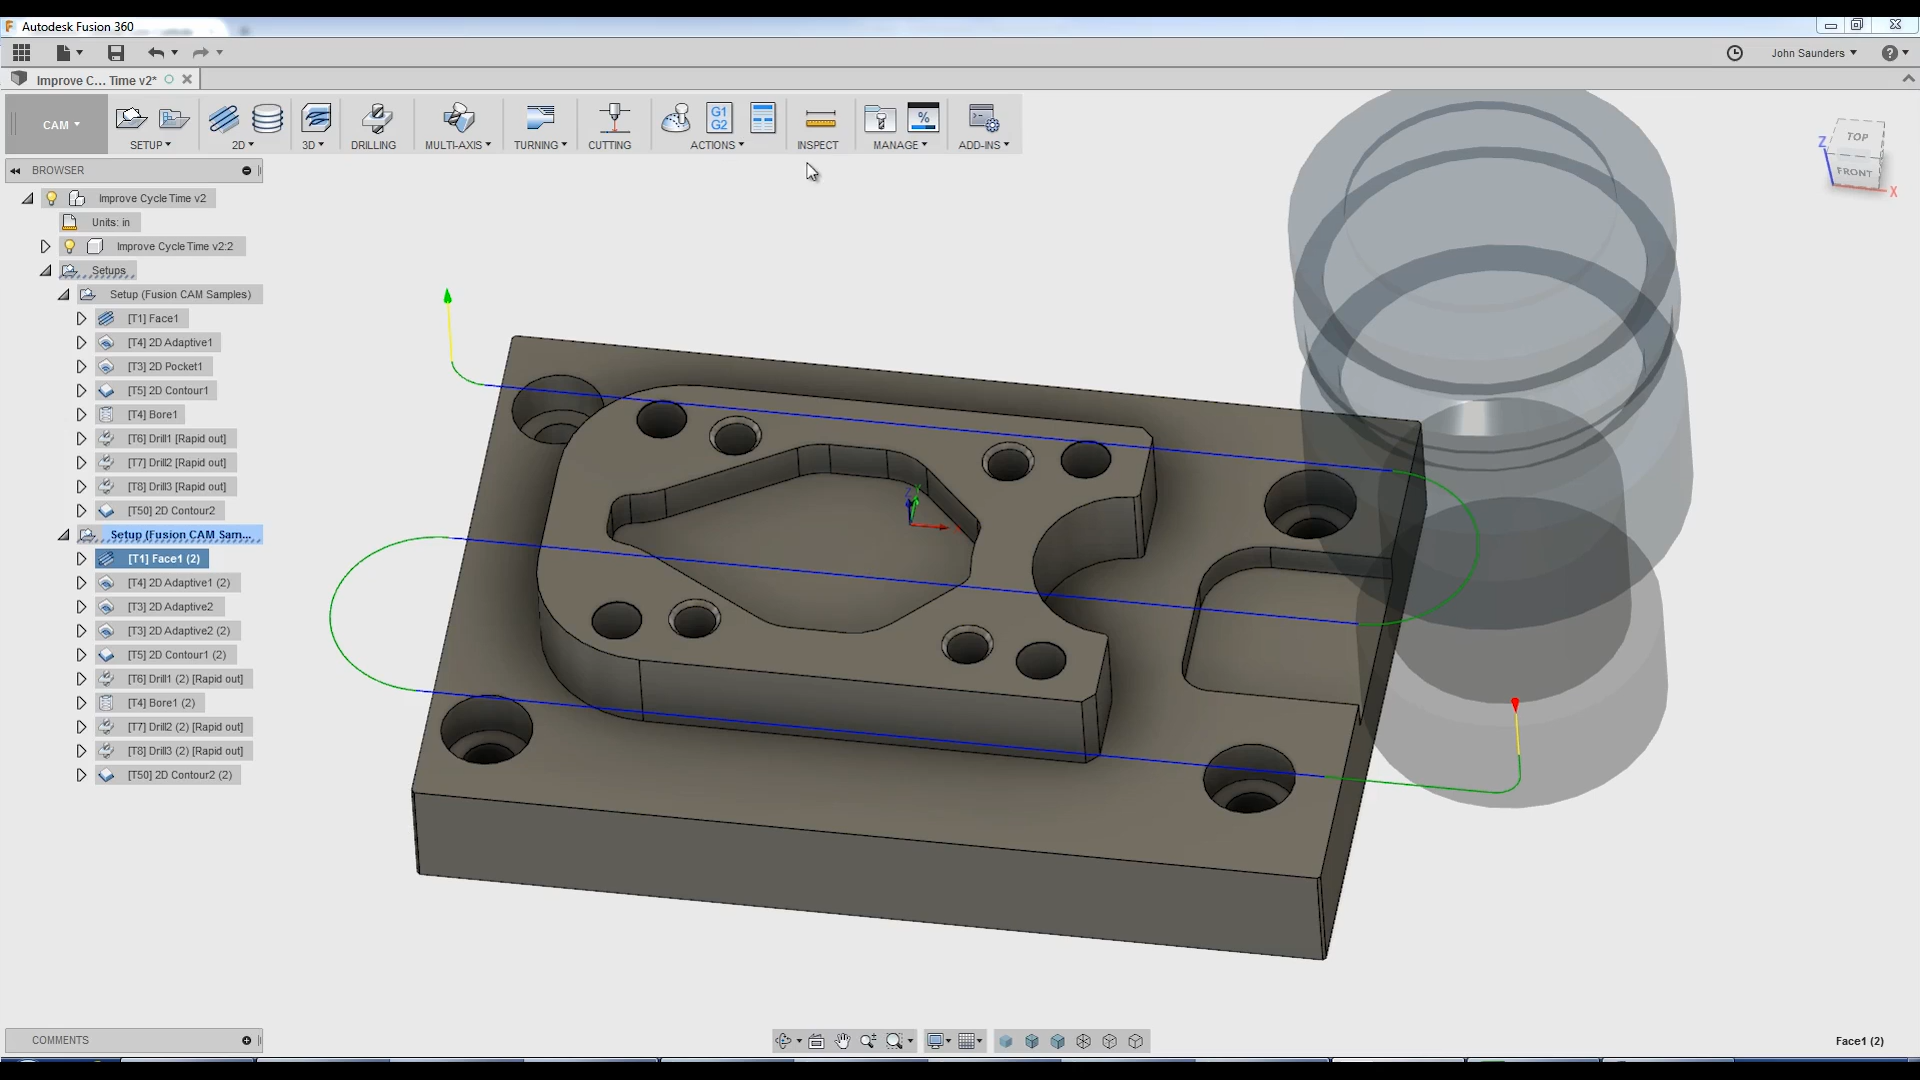 Autodesk Fusion 360
John Saunders
Improve C... Time v2*
CAM
SETUP
2D
3D
DRILLING
MULTI-AXIS
TURNING
CUTTING
G1
G2
ACTIONS
INSPECT
%
MANAGE
ADD-INS
TOP
FRONT
Z
X
BROWSER
Improve Cycle Time v2
Units: in
Improve Cycle Time v2:2
Setups
Setup (Fusion CAM Samples)
[T1] Face1
[T4] 2D Adaptive1
[T3] 2D Pocket1
[T5] 2D Contour1
[T4] Bore1
[T6] Drill1 [Rapid out]
[T7] Drill2 [Rapid out]
[T8] Drill3 [Rapid out]
[T50] 2D Contour2
Setup (Fusion CAM Sam...
[T1] Face1 (2)
[T4] 2D Adaptive1 (2)
[T3] 2D Adaptive2
[T3] 2D Adaptive2 (2)
[T5] 2D Contour1 (2)
[T6] Drill1 (2) [Rapid out]
[T4] Bore1 (2)
[T7] Drill2 (2) [Rapid out]
[T8] Drill3 (2) [Rapid out]
[T50] 2D Contour2 (2)
COMMENTS
Face1 (2)